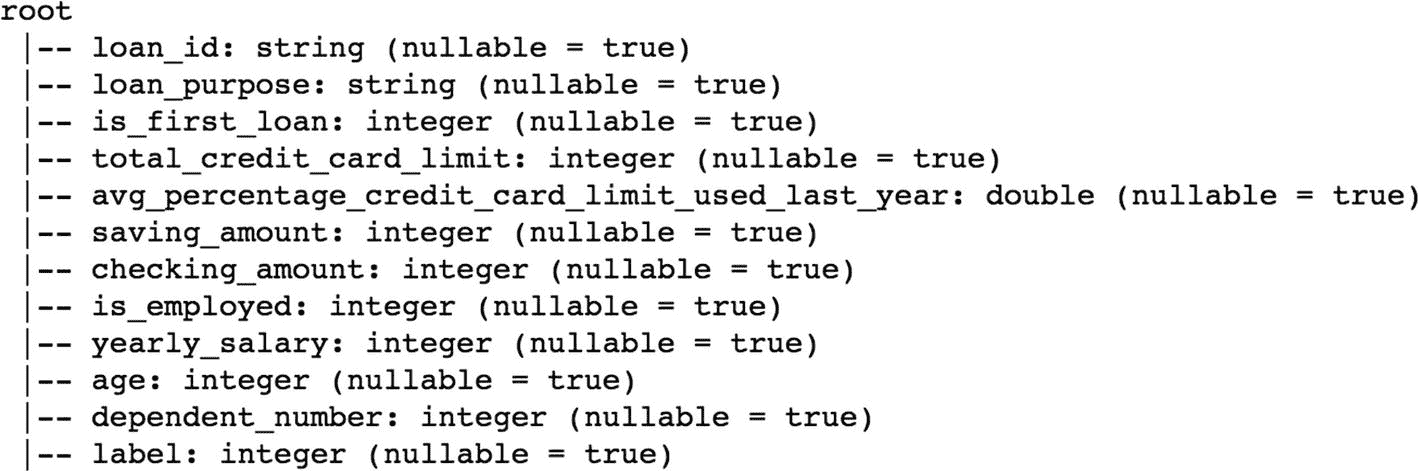 root
 |-- loan_id: string (nullable = true)
 |-- loan_purpose: string (nullable = true)
 |-- is_first_loan: integer (nullable = true)
 |-- total_credit_card_limit: integer (nullable = true)
 |-- avg_percentage_credit_card_limit_used_last_year: double (nullable = true)
 |-- saving_amount: integer (nullable = true)
 |-- checking_amount: integer (nullable = true)
 |-- is_employed: integer (nullable = true)
 |-- yearly_salary: integer (nullable = true)
 |-- age: integer (nullable = true)
 |-- dependent_number: integer (nullable = true)
 |-- label: integer (nullable = true)